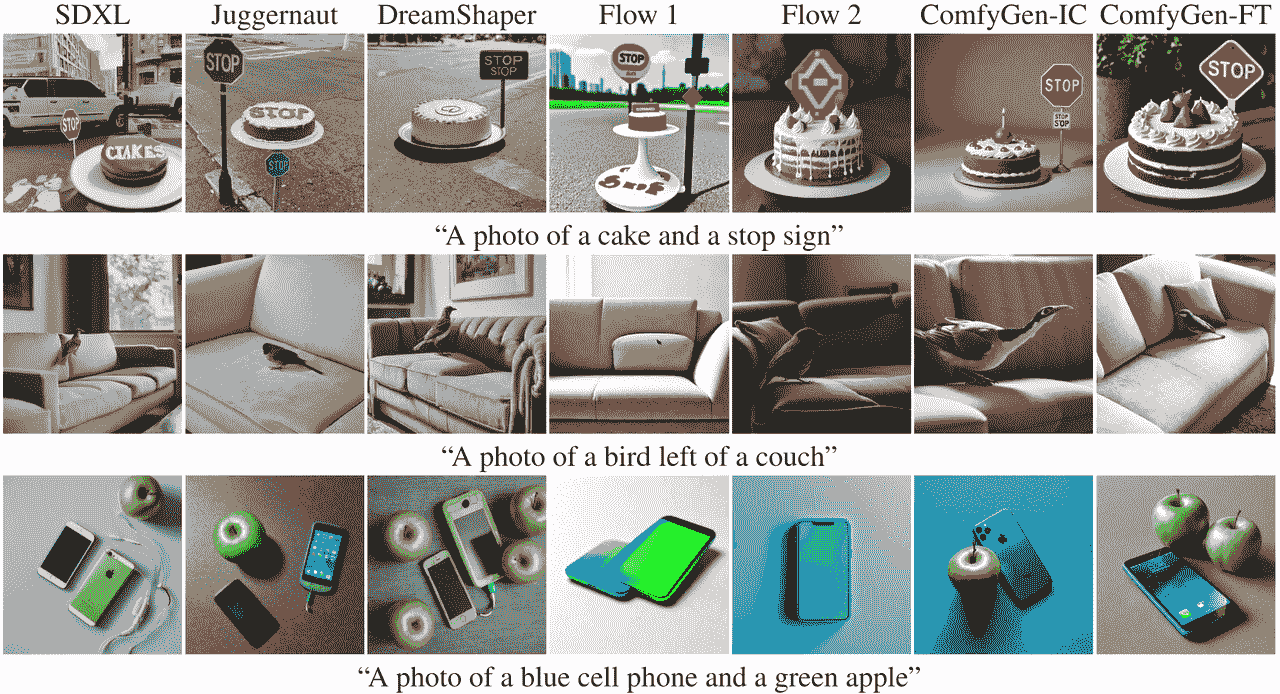 SDXL Juggernaut DreamShaper Flow 1 Flow 2 ComfyGen-IC ComfyGen-FT
STOP
CIAKES
STOP
STOP
STOP
STOP
STOP
STOP
STOP
STOP
STOP
“A photo of a cake and a stop sign”
“A photo of a bird left of a couch”
“A photo of a blue cell phone and a green apple”